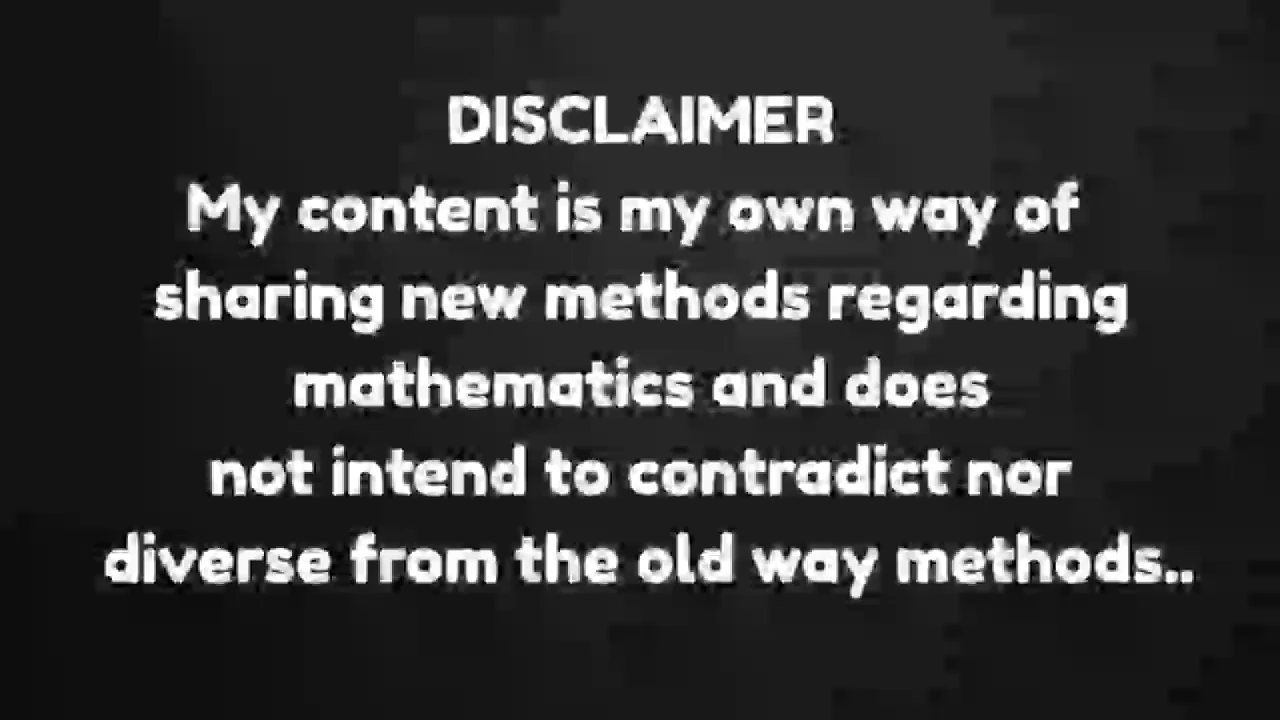 DISCLAIMER
My content is my own way of
sharing new methods regarding
mathematics and does
not intend to contradict nor
diverse from the old way methods..